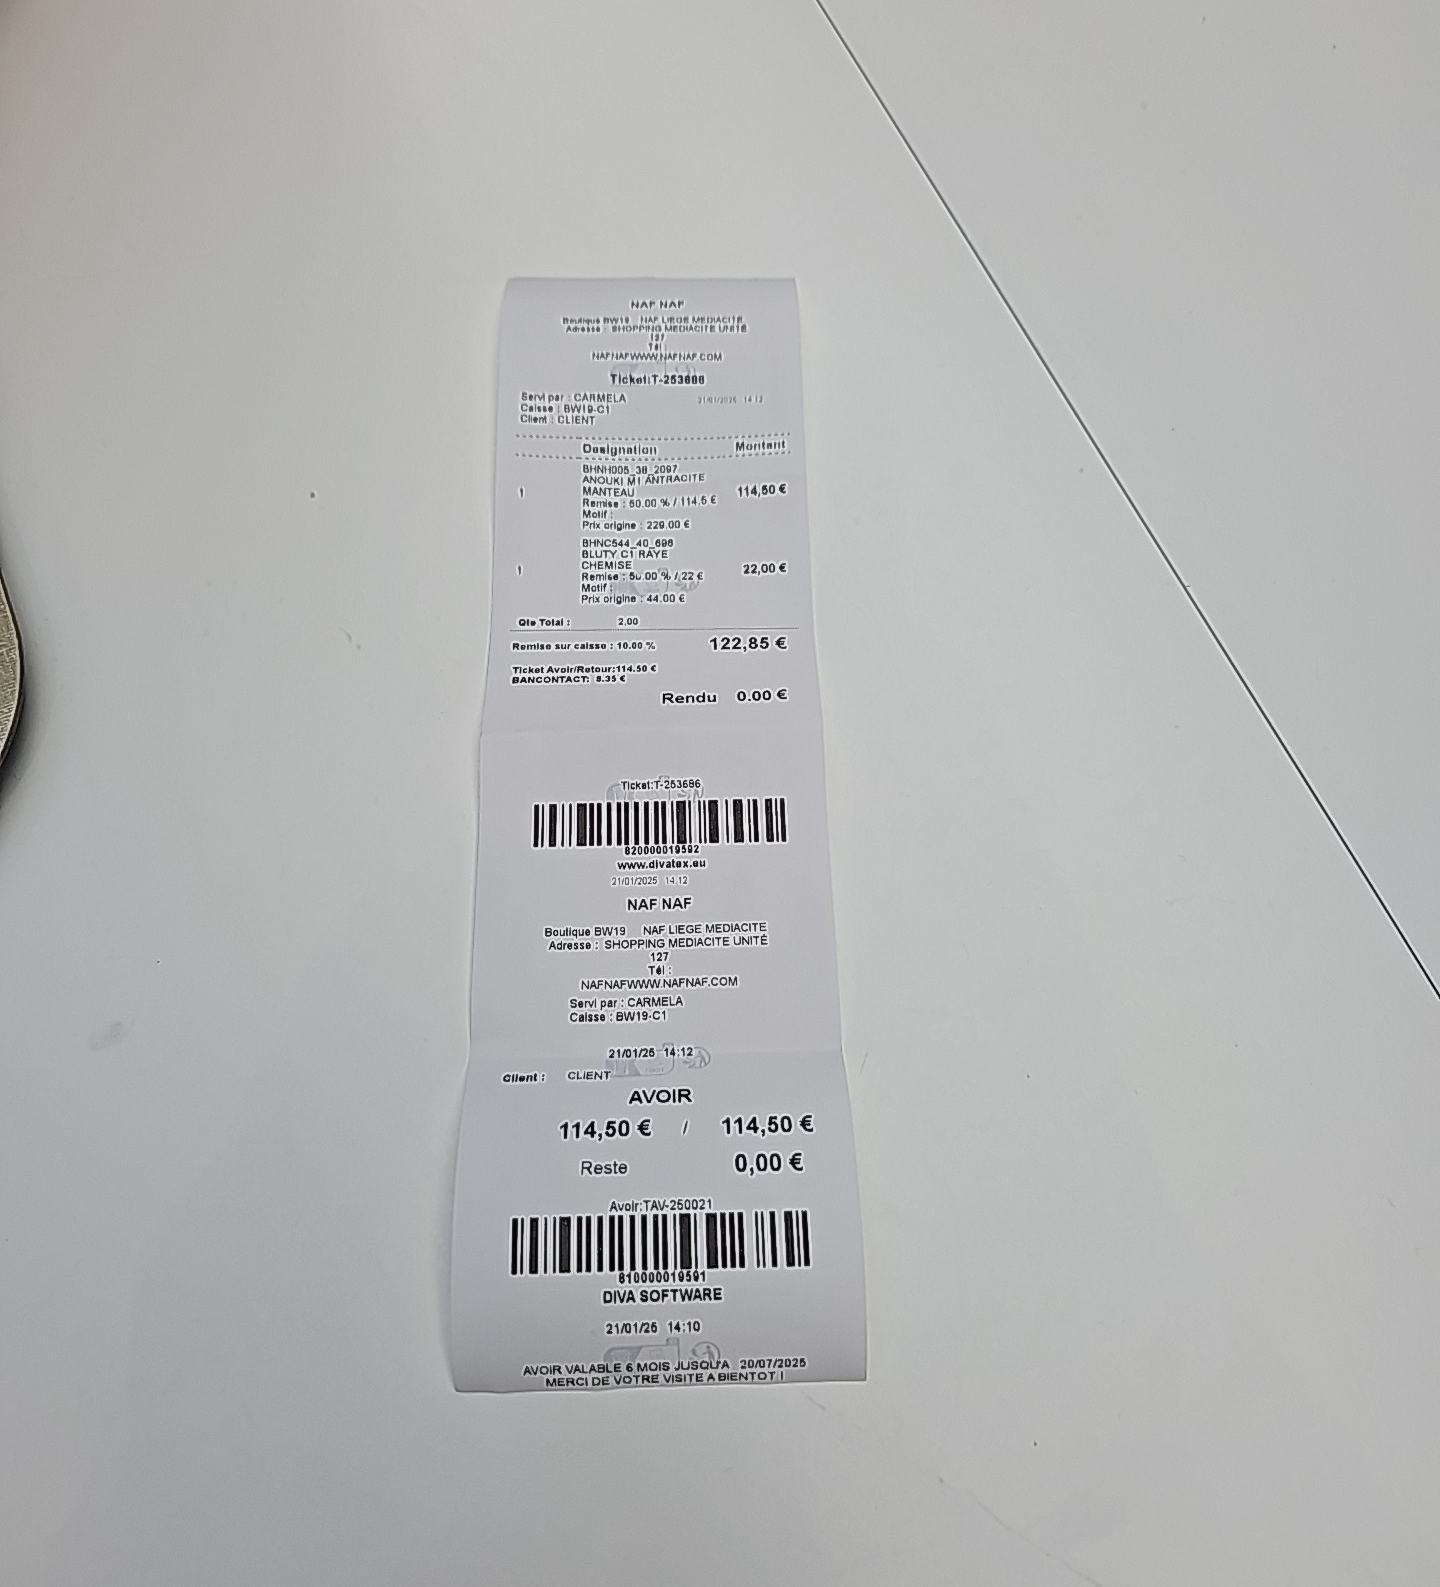 NAF NAF
Boutique BW19 NAF LIEGE MEDIACITE
Adresse : SHOPPING MEDIACITE UNITÉ
127
Tél :
NAFNAFWWW.NAFNAF.COM
Ticket:T-253686
Servi par : CARMELA 21/01/2025 14:12
Caisse : BW19-C1
Client : CLIENT
Designation Montant
BHNH005_38_2097
ANOUKI M1 ANTRACITE
1 MANTEAU 114,50 €
Remise : 50.00 % / 114.5 €
Motif :
Prix origine : 229.00 €
BHNC544_40_696
BLUTY C1 RAYE
1 CHEMISE 22,00 €
Remise : 50.00 % / 22 €
Motif :
Prix origine : 44.00 €
Qte Total : 2,00
Remise sur caisse : 10.00 % 122,85 €
Ticket Avoir/Retour:114.50 €
BANCONTACT: 8.35 €
Rendu 0.00 €
Ticket:T-253686
820000019592
www.divatex.eu
21/01/2025 14:12
NAF NAF
Boutique BW19 NAF LIEGE MEDIACITE
Adresse : SHOPPING MEDIACITE UNITÉ
127
Tél :
NAFNAFWWW.NAFNAF.COM
Servi par : CARMELA
Caisse : BW19-C1
21/01/25 14:12
Client : CLIENT
AVOIR
114,50 € / 114,50 €
Reste 0,00 €
Avoir:TAV-250021
810000019591
DIVA SOFTWARE
21/01/25 14:10
AVOIR VALABLE 6 MOIS JUSQU'A 20/07/2025
MERCI DE VOTRE VISITE A BIENTOT !